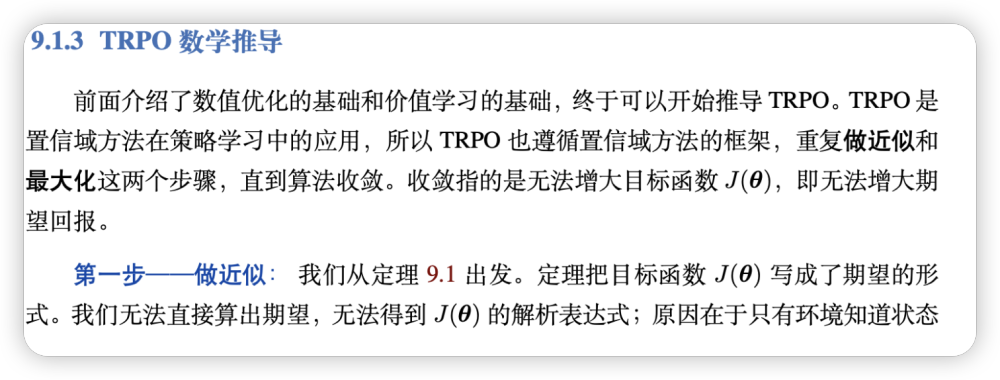 9.1.3 TRPO 数学推导
前面介绍了数值优化的基础和价值学习的基础，终于可以开始推导 TRPO。TRPO 是
置信域方法在策略学习中的应用，所以 TRPO 也遵循置信域方法的框架，重复做近似和
最大化这两个步骤，直到算法收敛。收敛指的是无法增大目标函数 J(θ)，即无法增大期
望回报。
第一步——做近似： 我们从定理 9.1 出发。定理把目标函数 J(θ) 写成了期望的形
式。我们无法直接算出期望，无法得到 J(θ) 的解析表达式；原因在于只有环境知道状态